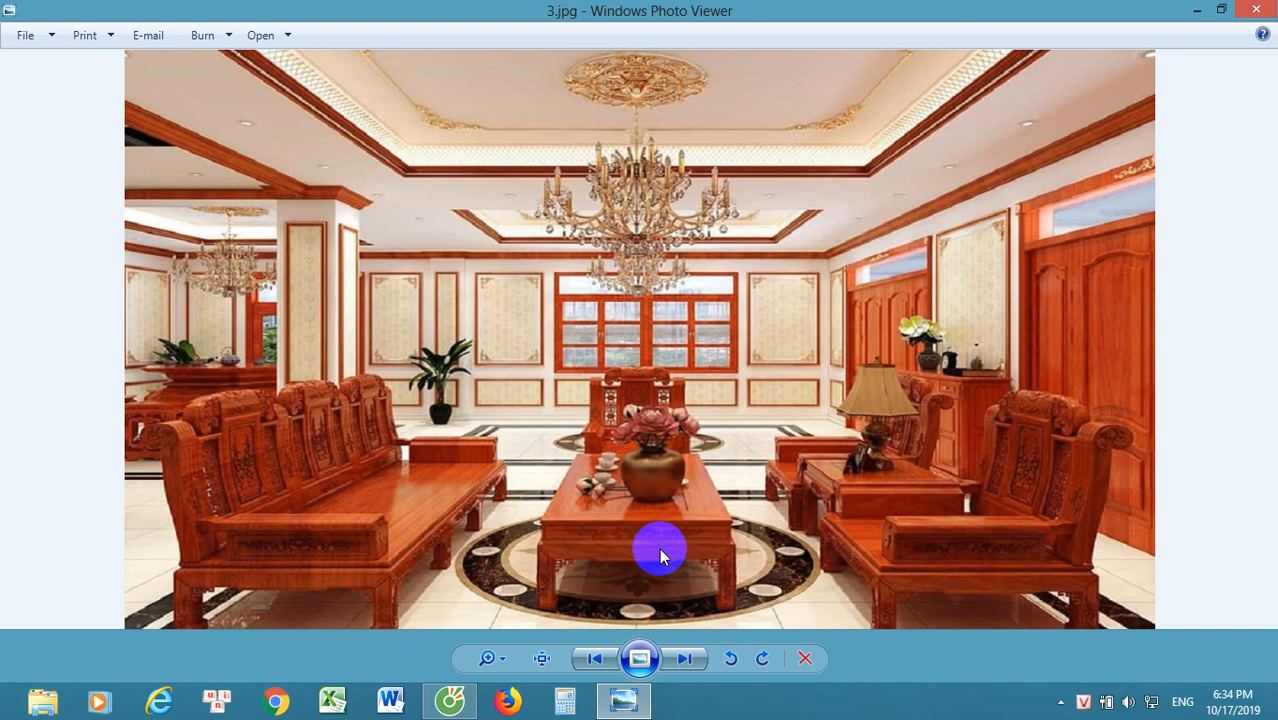 3.jpg - Windows Photo Viewer
File Print E-mail Burn Open
ENG
6:34 PM
10/17/2019